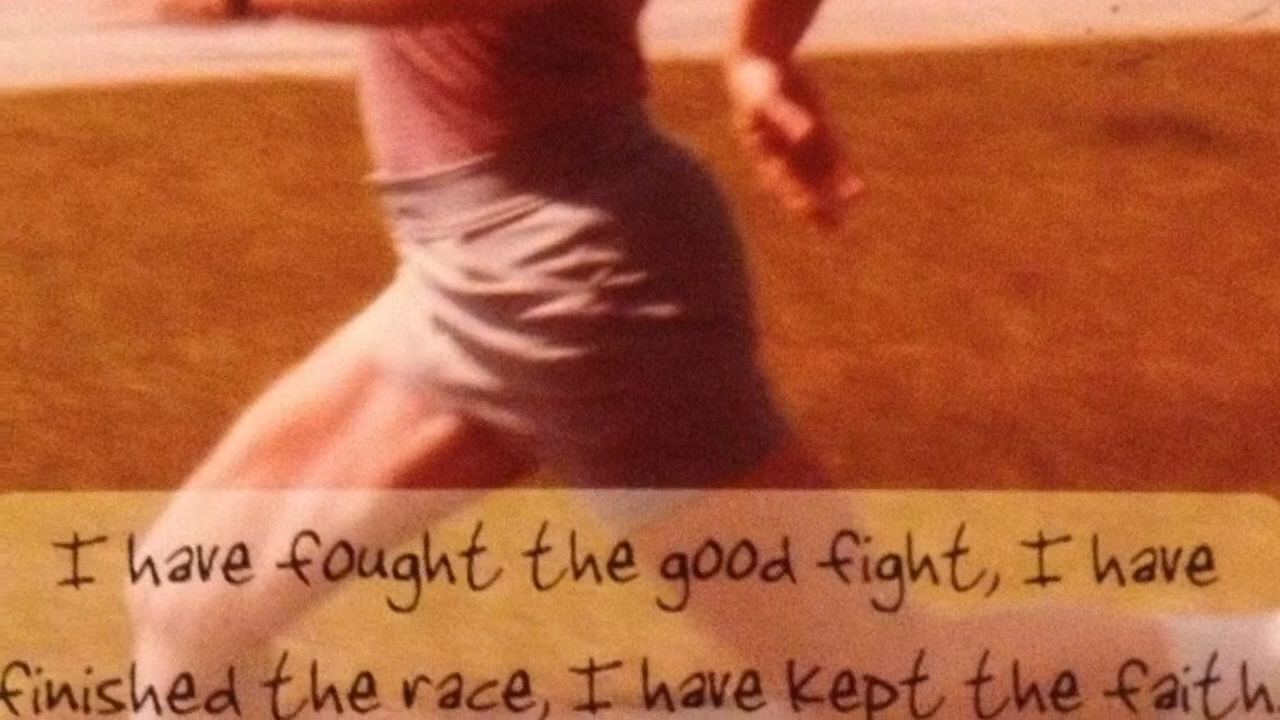 I have fought the good fight, I have
finished the race, I have kept the faith